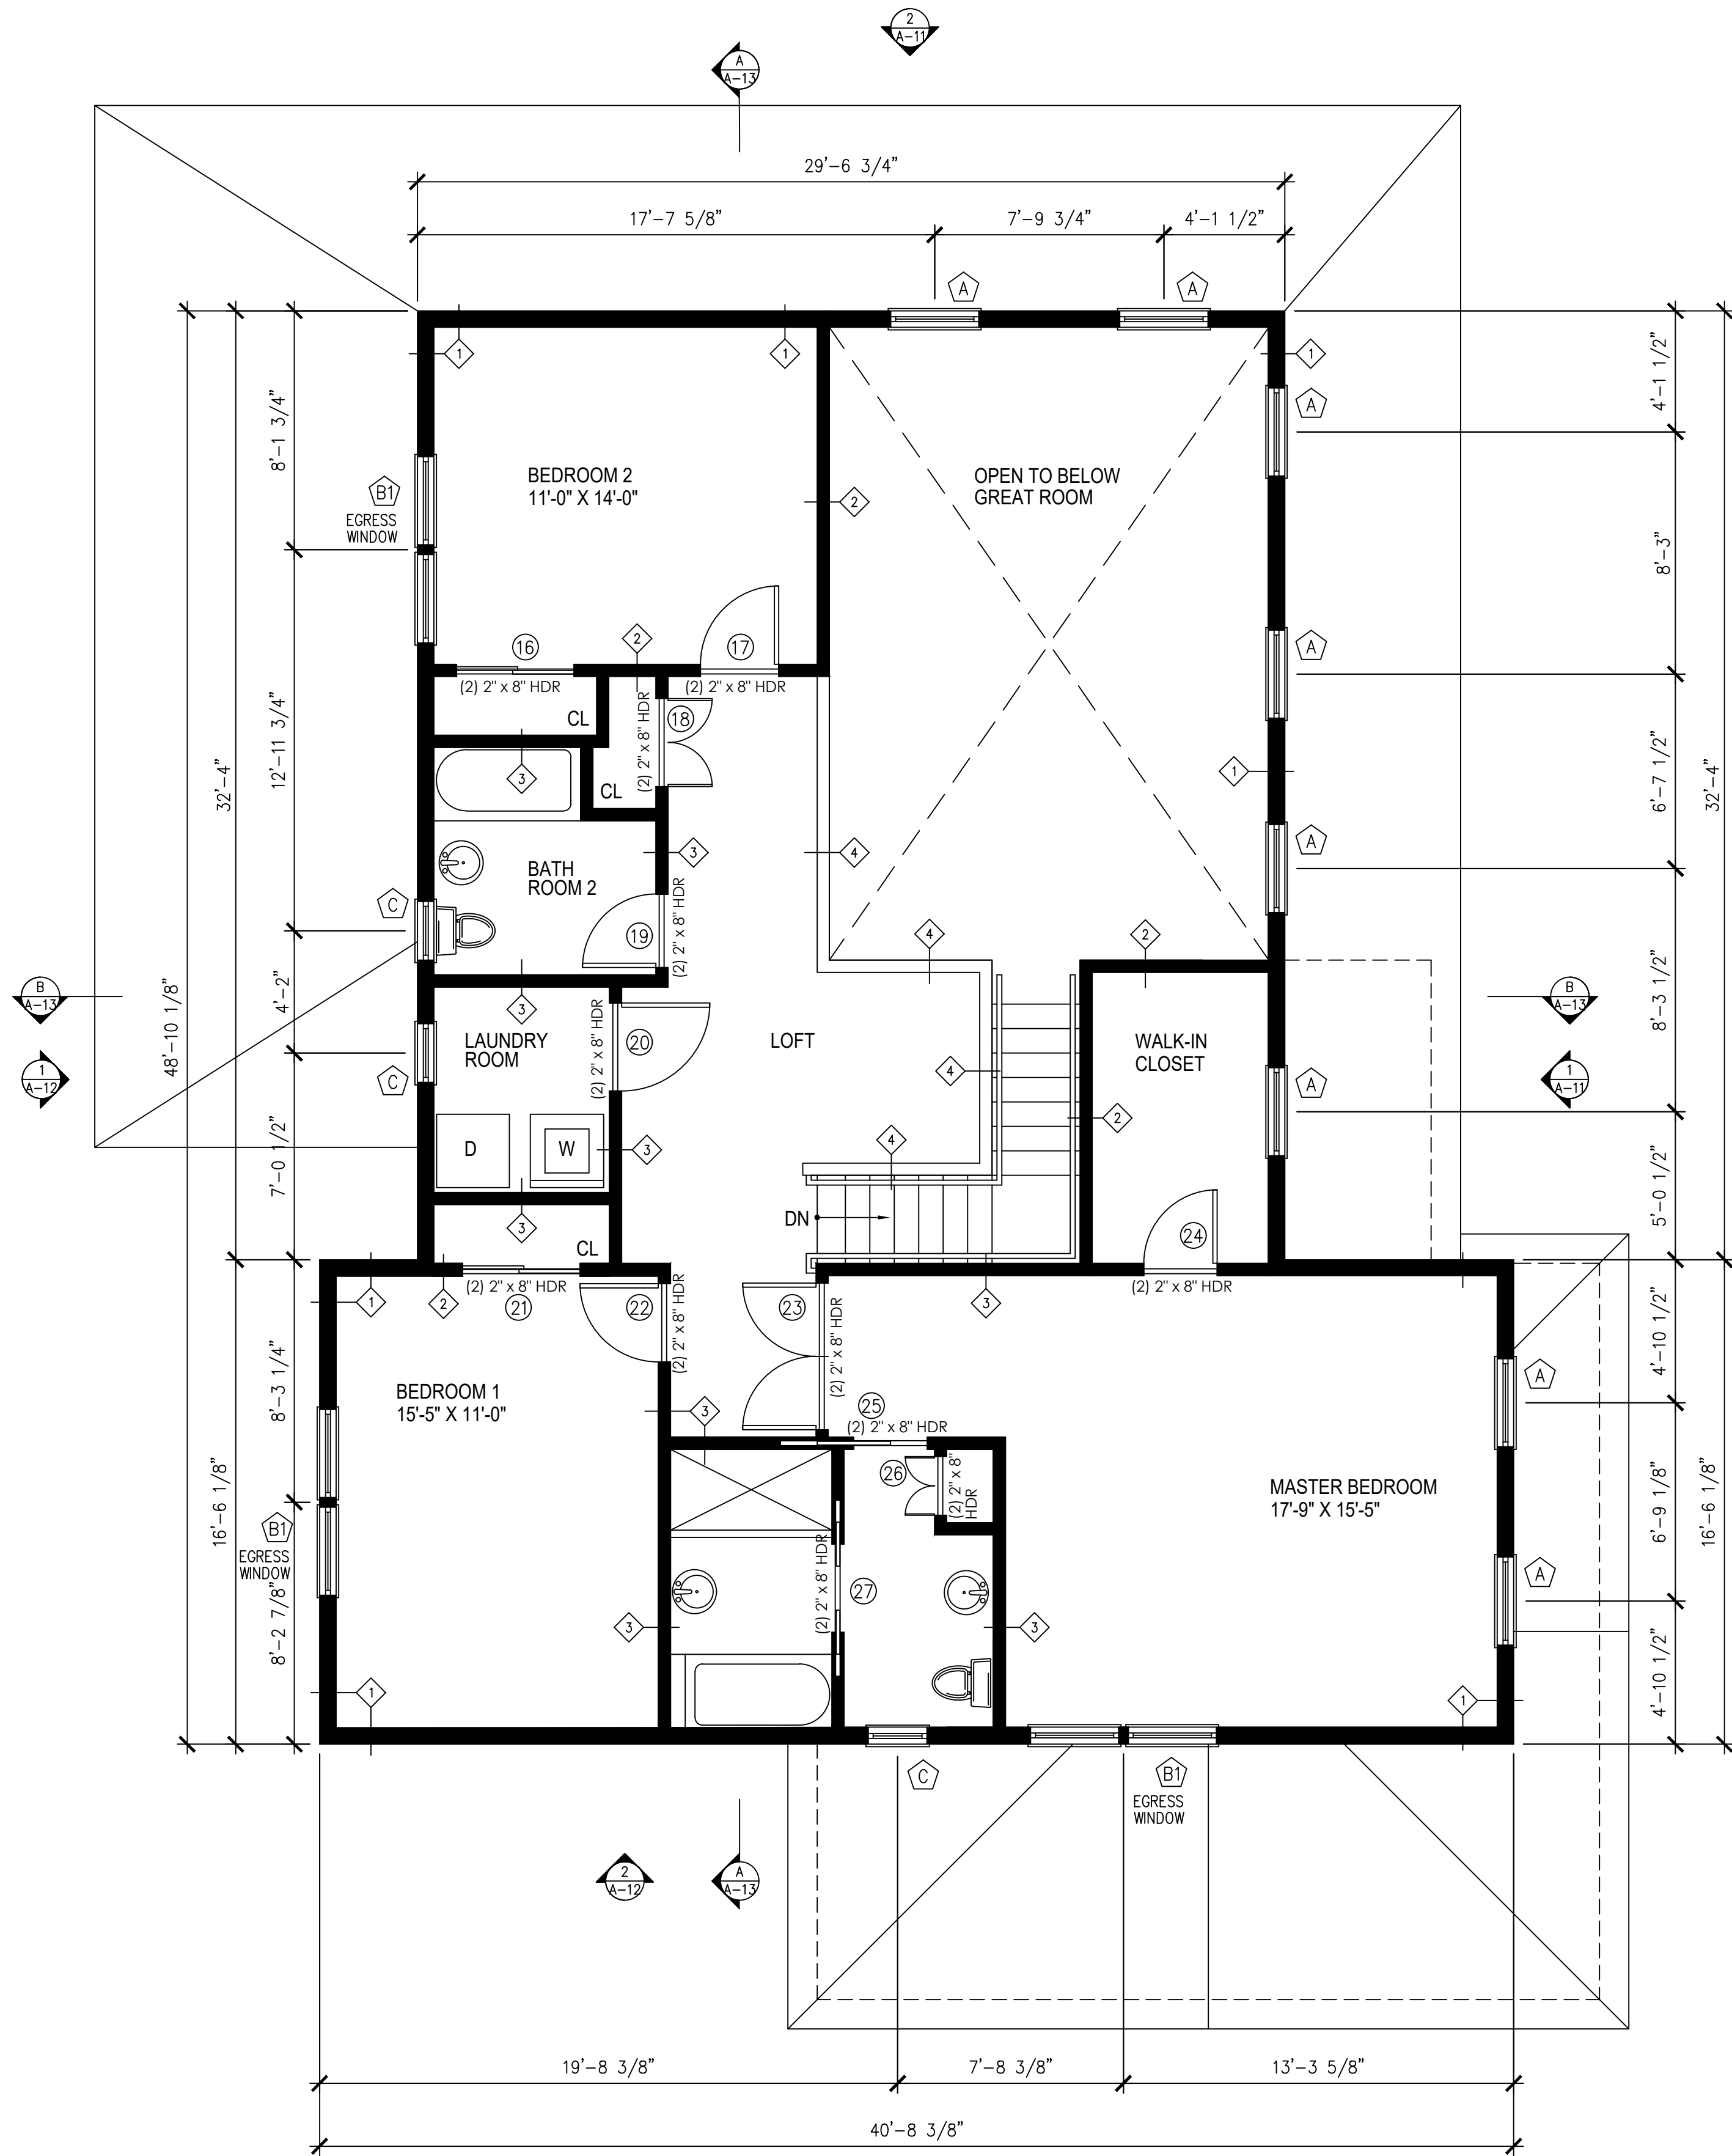 2
A-11
A
A-13
29'-6 3/4"
17'-7 5/8"
7'-9 3/4"
4'-1 1/2"
A
A
1
1
1
4'-1 1/2"
8'-1 3/4"
A
BEDROOM 2
11'-0" X 14'-0"
OPEN TO BELOW
GREAT ROOM
B1
EGRESS
WINDOW
2
8'-3"
16
2
17
A
(2) 2" x 8" HDR
(2) 2" x 8" HDR
CL
18
(2) 2" x 8" HDR
12'-11 3/4"
32'-4"
3
CL
1
6'-7 1/2"
32'-4"
A
3
4
BATH
ROOM 2
C
19
(2) 2" x 8" HDR
4
2
B
A-13
48'-10 1/8"
4'-2"
3
B
A-13
8'-3 1/2"
LAUNDRY
ROOM
20
(2) 2" x 8" HDR
LOFT
WALK-IN
CLOSET
1
A-12
C
4
A
1
A-11
2
D
W
3
4
7'-0 1/2"
5'-0 1/2"
3
DN
CL
24
(2) 2" x 8" HDR
(2) 2" x 8" HDR
1
2
21
22
(2) 2" x 8" HDR
23
(2) 2" x 8" HDR
3
4'-10 1/2"
8'-3 1/4"
BEDROOM 1
15'-5" X 11'-0"
A
3
25
(2) 2" x 8" HDR
26
(2) 2" x 8"
HDR
MASTER BEDROOM
17'-9" X 15'-5"
16'-6 1/8"
6'-9 1/8"
16'-6 1/8"
B1
EGRESS
WINDOW
(2) 2" x 8" HDR
27
A
3
3
8'-2 7/8"
4'-10 1/2"
1
1
C
B1
EGRESS
WINDOW
2
A-12
A
A-13
19'-8 3/8"
7'-8 3/8"
13'-3 5/8"
40'-8 3/8"